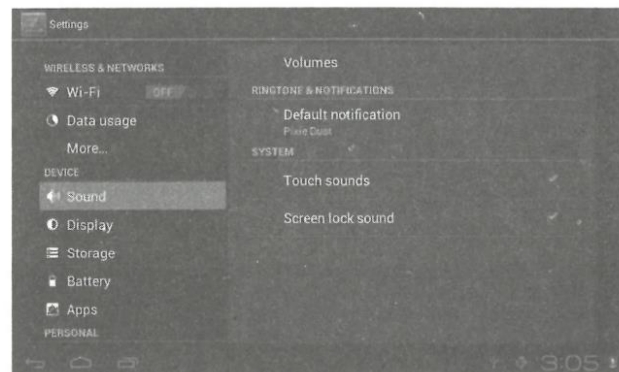 Settings
WIRELESS & NETWORKS
Wi-Fi OFF
Data usage
More...
DEVICE
Sound
Display
Storage
Battery
Apps
PERSONAL
Volumes
RINGTONE & NOTIFICATIONS
Default notification
Pixie Dust
SYSTEM
Touch sounds
Screen lock sound
3:05